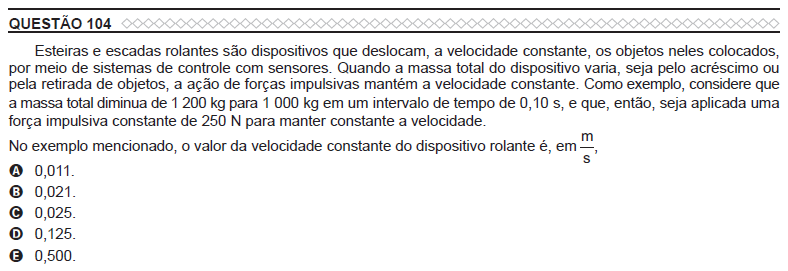 QUESTÃO 104
Esteiras e escadas rolantes são dispositivos que deslocam, a velocidade constante, os objetos neles colocados,
por meio de sistemas de controle com sensores. Quando a massa total do dispositivo varia, seja pelo acréscimo ou
pela retirada de objetos, a ação de forças impulsivas mantém a velocidade constante. Como exemplo, considere que
a massa total diminua de 1 200 kg para 1 000 kg em um intervalo de tempo de 0,10 s, e que, então, seja aplicada uma
força impulsiva constante de 250 N para manter constante a velocidade.
No exemplo mencionado, o valor da velocidade constante do dispositivo rolante é, em m/s,
A 0,011.
B 0,021.
C 0,025.
D 0,125.
E 0,500.